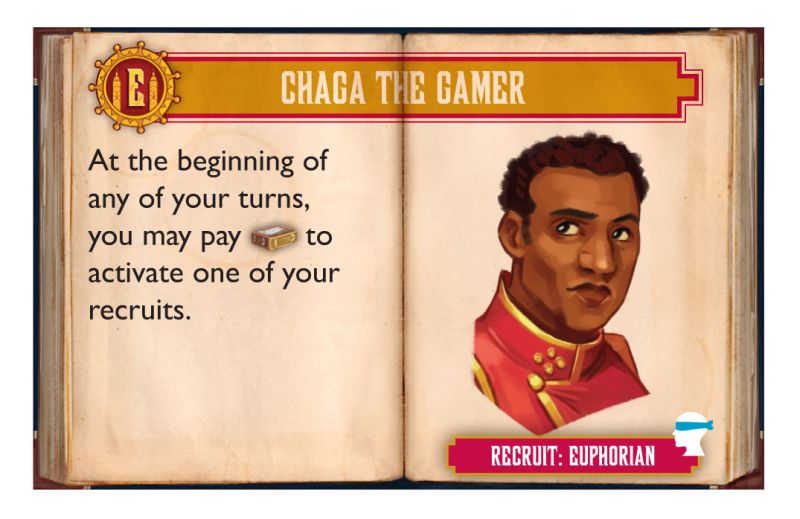 E
CHAGA THE GAMER
At the beginning of
any of your turns,
you may pay to
activate one of your
recruits.
RECRUIT: EUPHORIAN